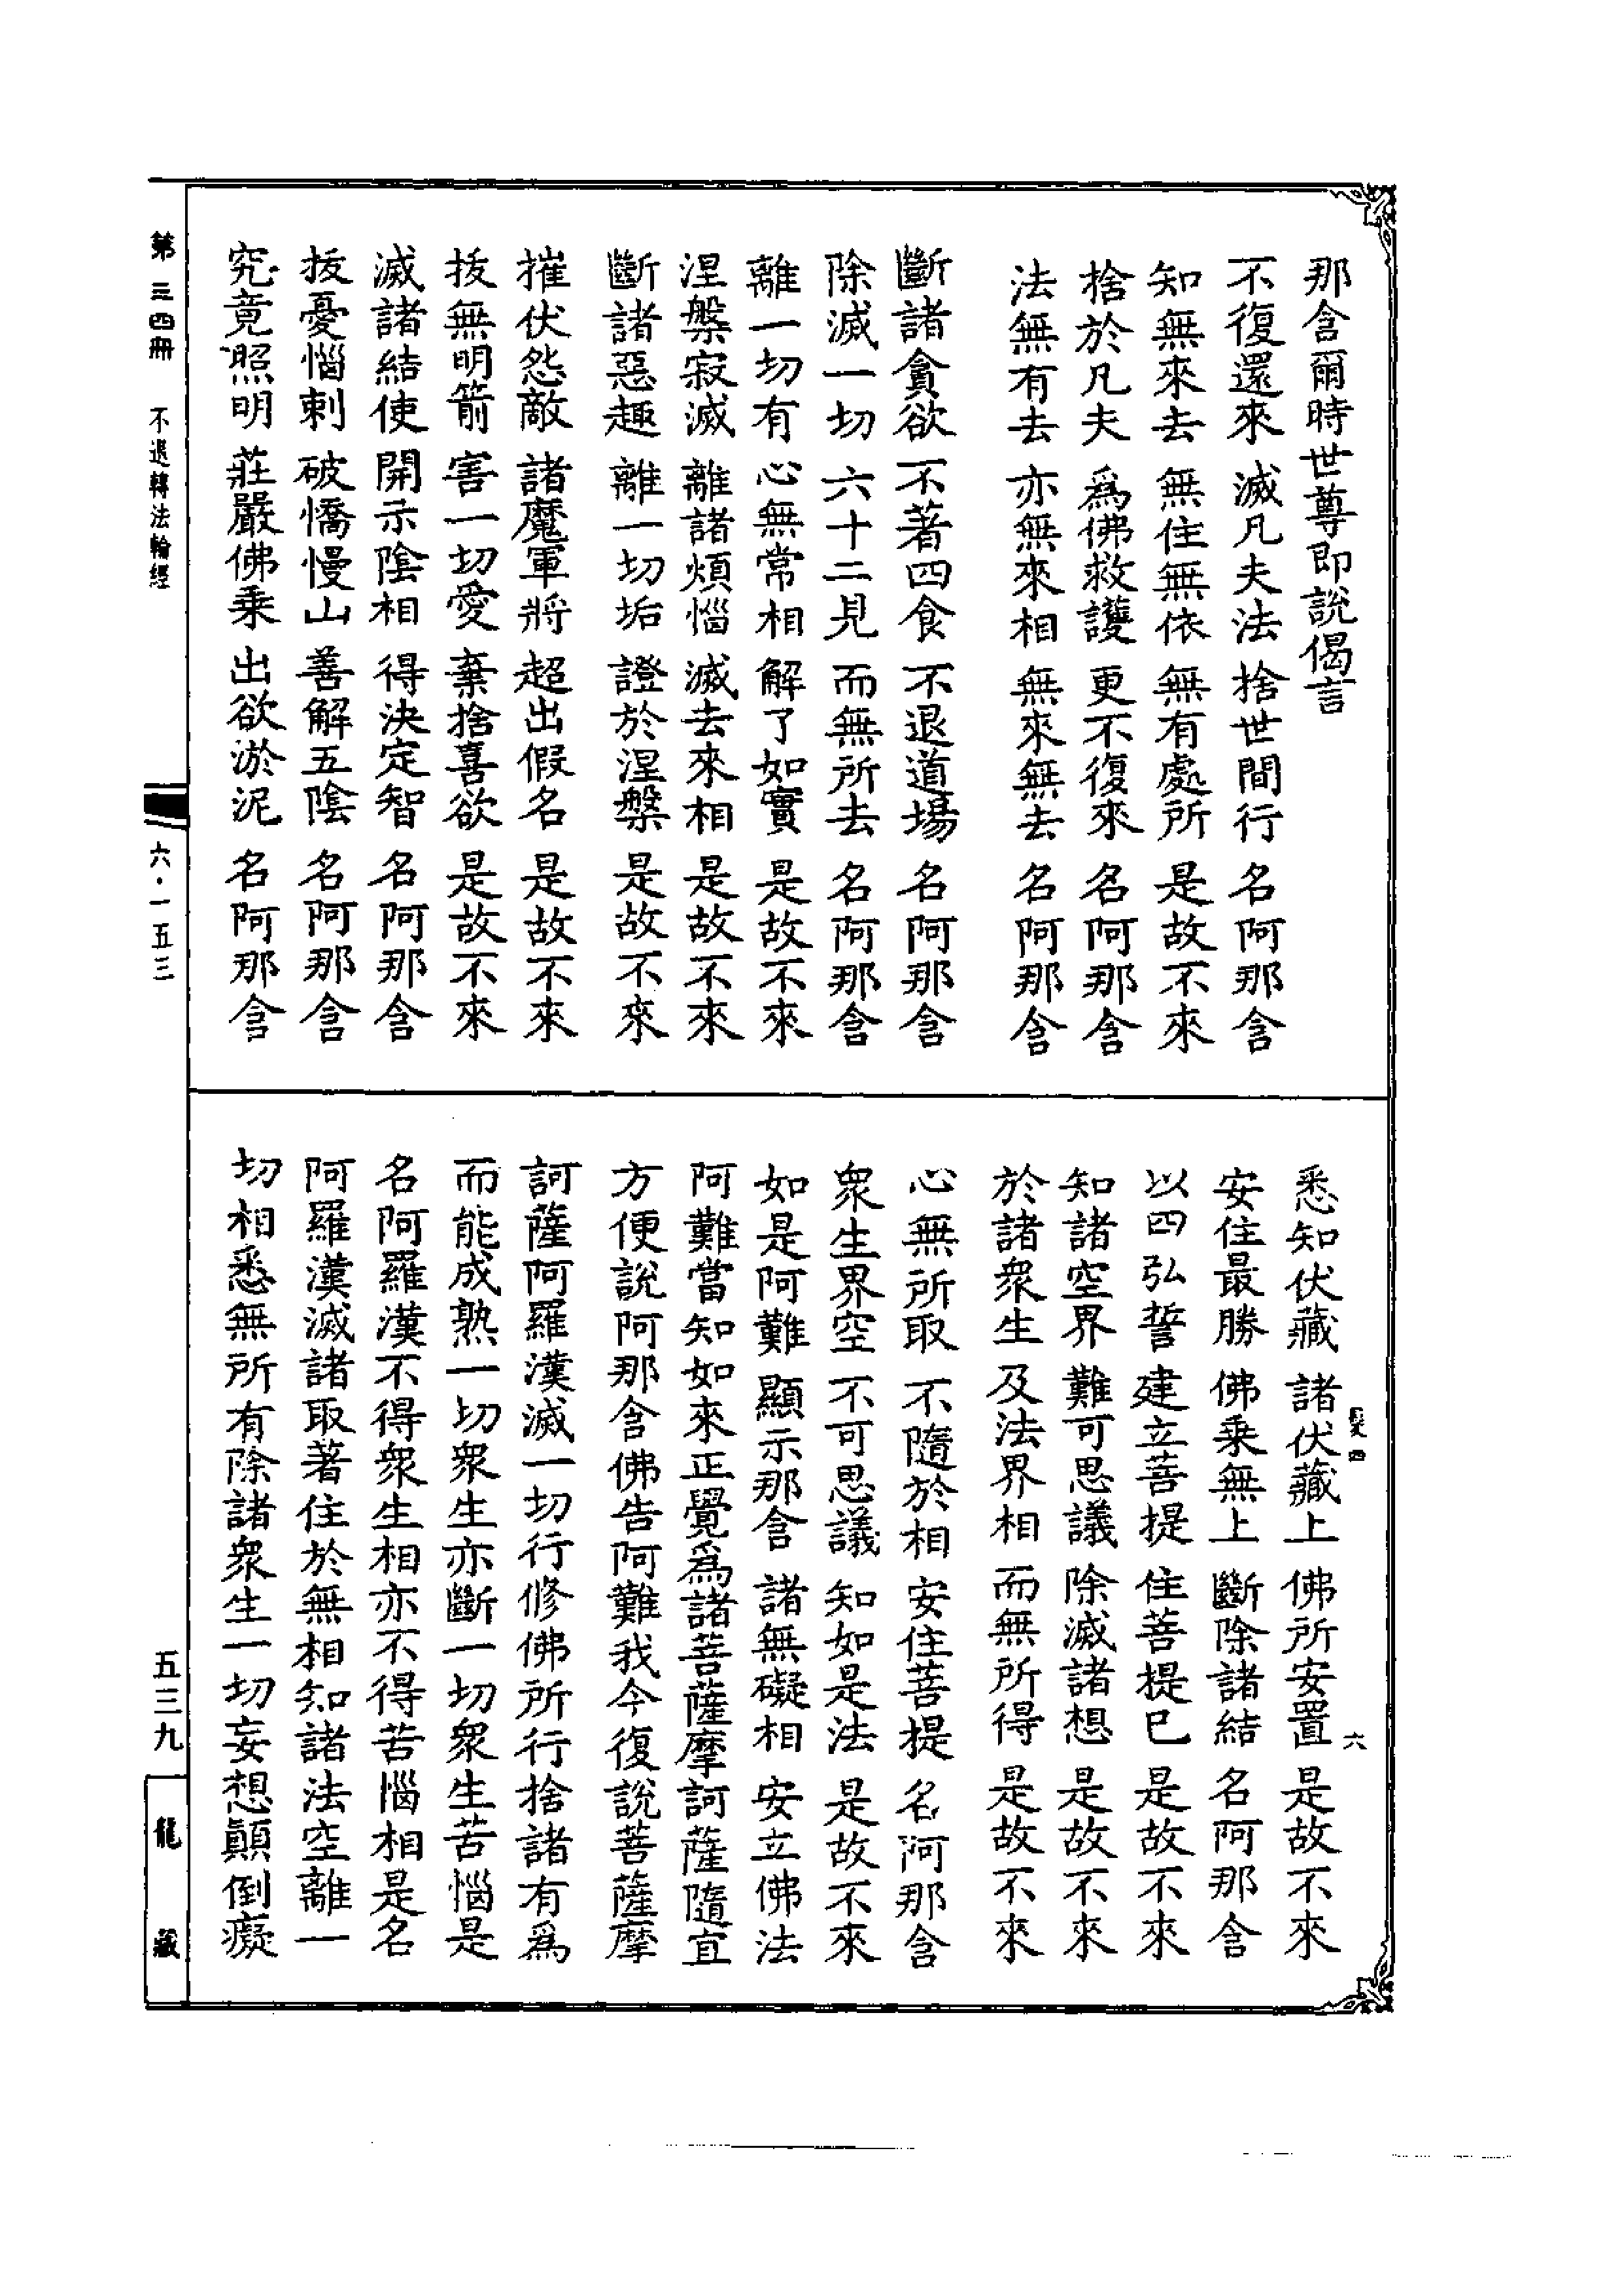 那含爾時世尊即說偈言
不復還來　滅凡夫法　捨世間行　名阿那含
知無來去　無住無依　無有處所　是故不來
捨於凡夫　爲佛救護　更不復來　名阿那含
法無有去　亦無來相　無來無去　名阿那含
斷諸貪欲　不著四食　不退道場　名阿那含
除滅一切　六十二見　而無所去　名阿那含
離一切有　心無常相　解了如實　是故不來
涅槃寂滅　離諸煩惱　滅去來相　是故不來
斷諸惡趣　離一切垢　證於涅槃　是故不來
摧伏怨敵　諸魔軍將　超出假名　是故不來
拔無明箭　害一切愛　棄捨喜欲　是故不來
滅諸結使　開示陰相　得決定智　名阿那含
拔憂惱刺　破憍慢山　善解五陰　名阿那含
究竟照明　莊嚴佛乘　出欲淤泥　名阿那含
悉知伏藏　諸伏藏上　佛所安置　是故不來
安住最勝　佛乘無上　斷除諸結　名阿那含
以四弘誓　建立菩提　住菩提已　是故不來
知諸空界　難可思議　除滅諸想　是故不來
於諸衆生　及法界相　而無所得　是故不來
心無所取　不隨於相　安住菩提　名阿那含
衆生界空　不可思議　知如是法　是故不來
如是阿難　顯示那含　諸無礙相　安立佛法
阿難當知如來正覺爲諸菩薩摩訶薩隨宜
方便說阿那含佛告阿難我今復說菩薩摩
訶薩阿羅漢滅一切行修佛所行捨諸有爲
而能成熟一切衆生亦斷一切衆生苦惱是
名阿羅漢不得衆生相亦不得苦惱相是名
阿羅漢滅諸取著住於無相知諸法空離一
切相悉無所有除諸衆生一切妄想顚倒癡
四
六
第三四冊　不退轉法輪經
六·一五三
五三九
龍藏